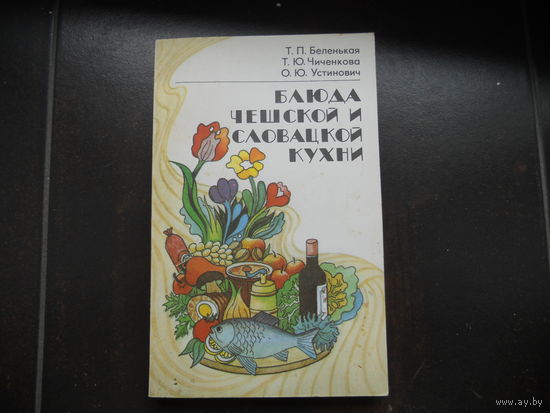 Т. П. Беленькая
Т. Ю. Чиченкова
О. Ю. Устинович
БЛЮДА
ЧЕШСКОЙ И
СЛОВАЦКОЙ
КУХНИ
www.ay.by